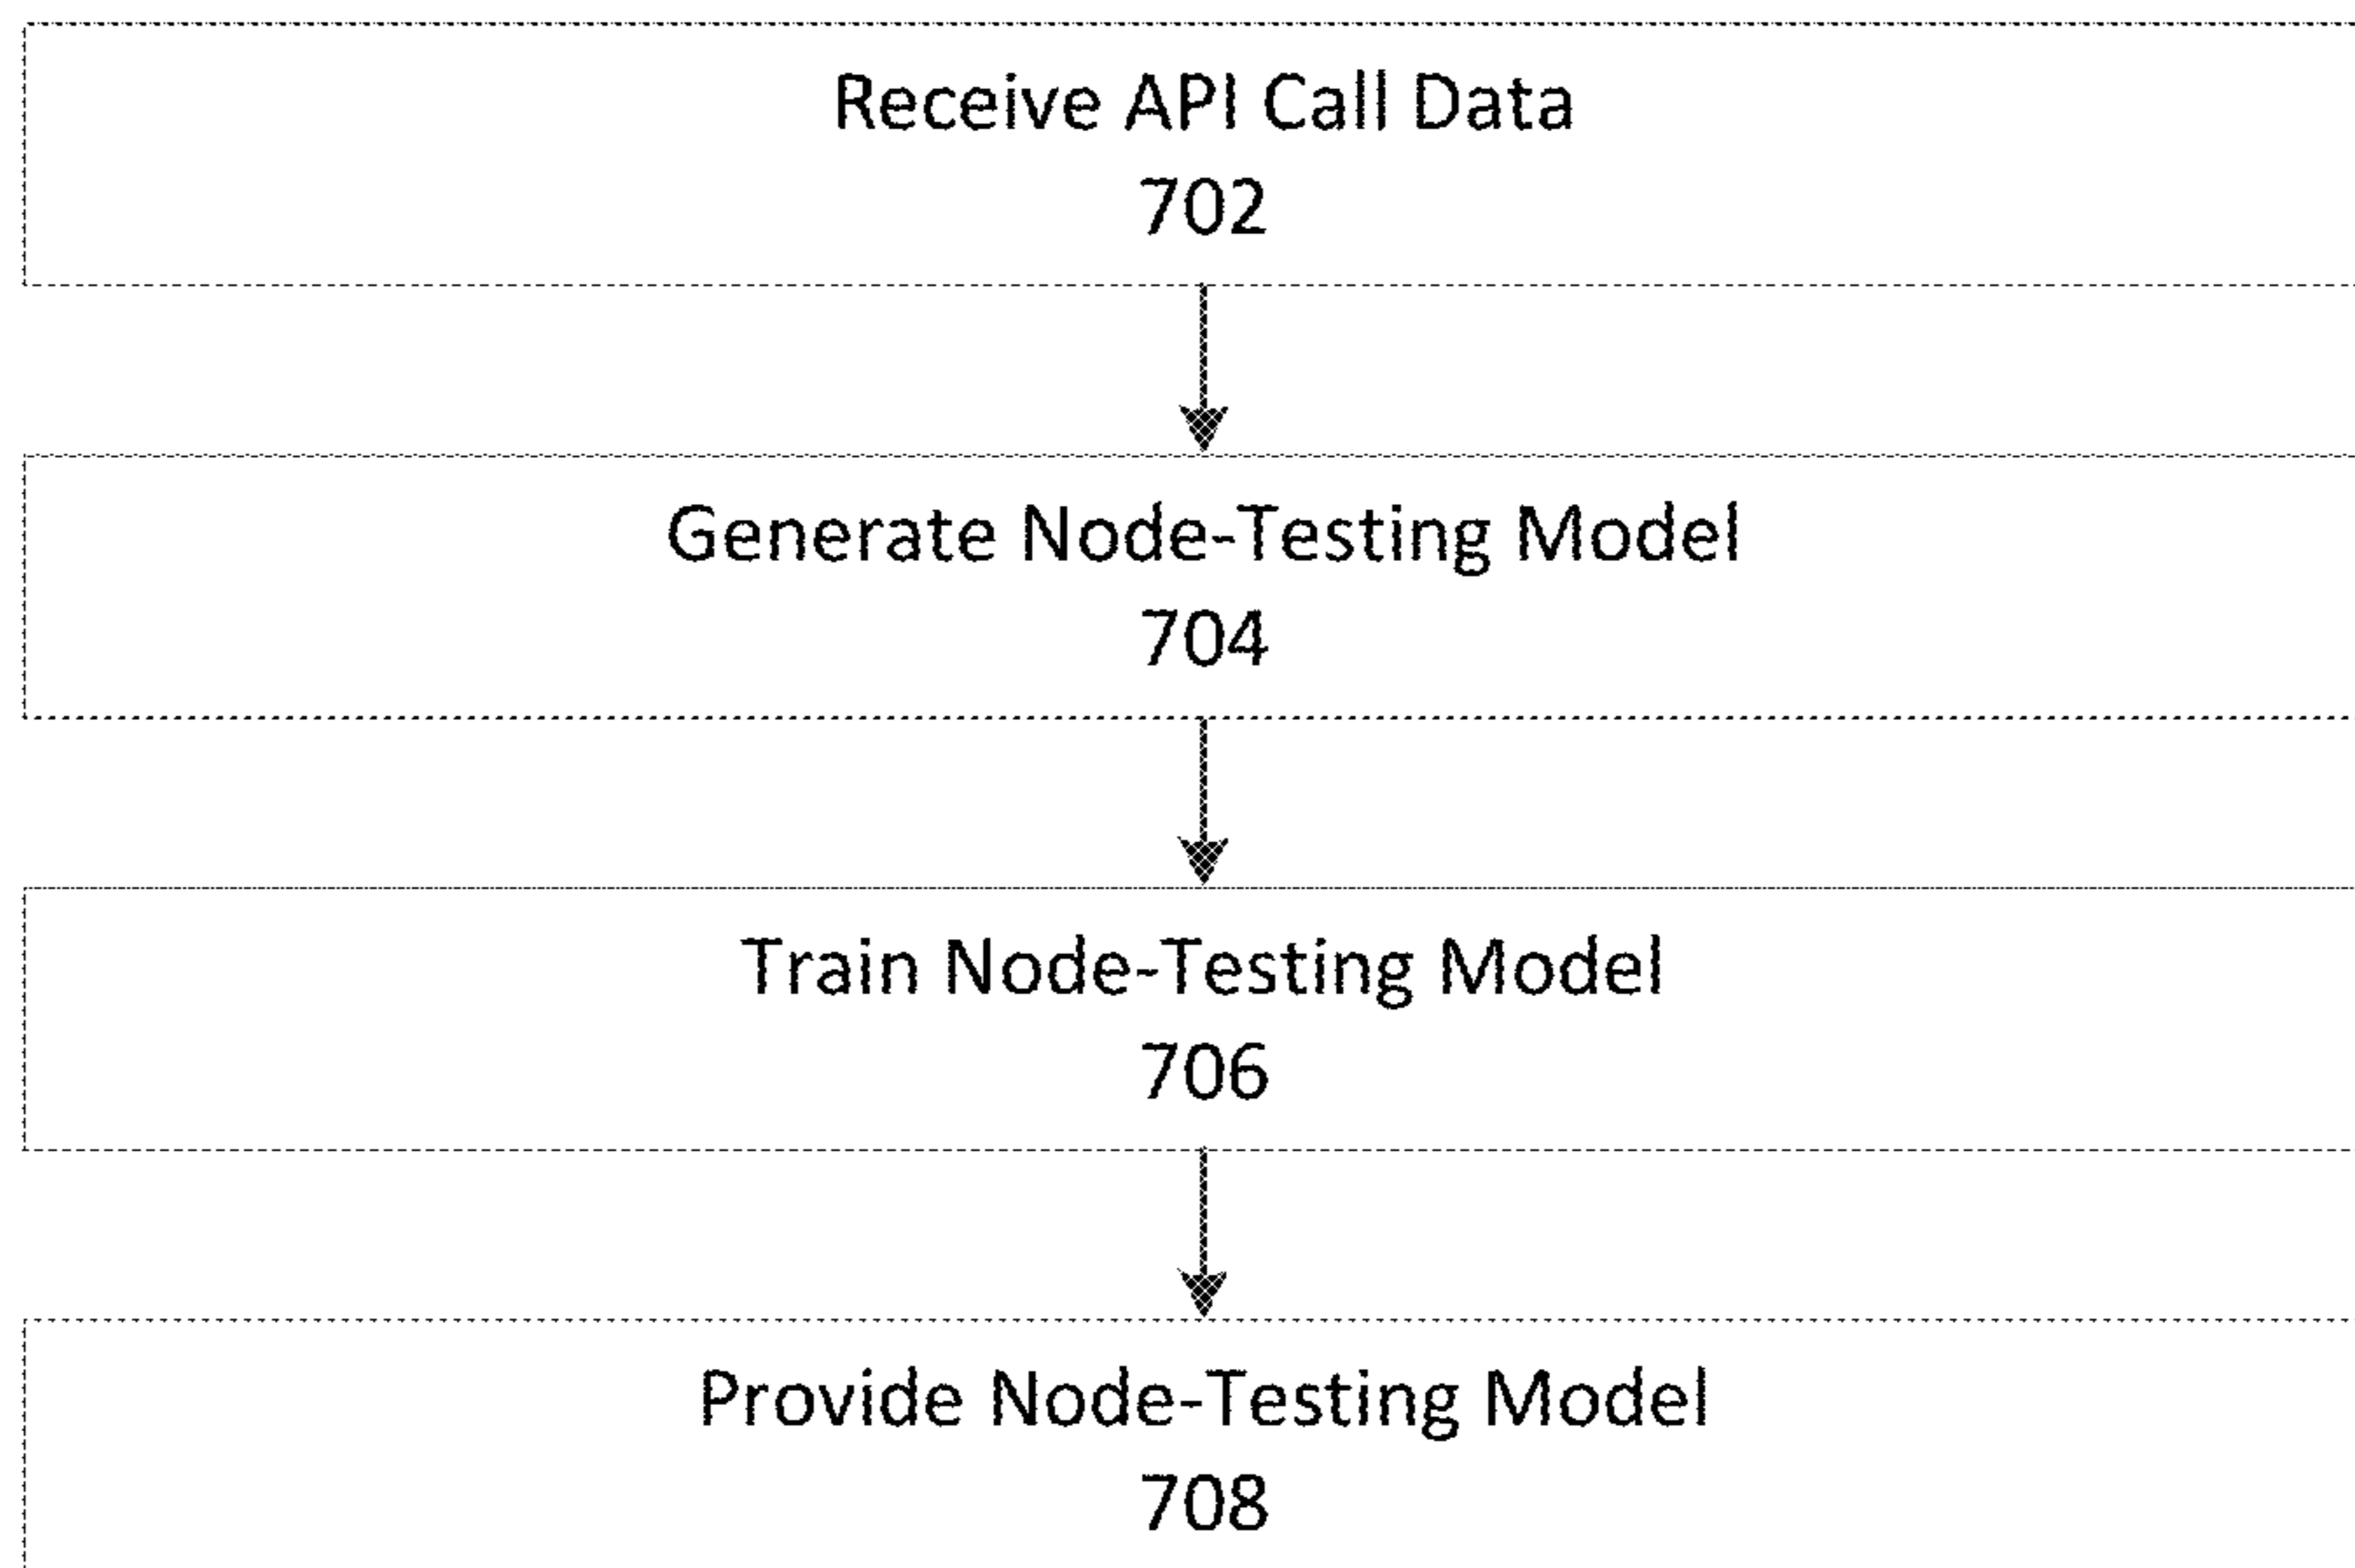 Receive API Call Data
702
Generate Node-Testing Model
704
Train Node-Testing Model
706
Provide Node-Testing Model
708